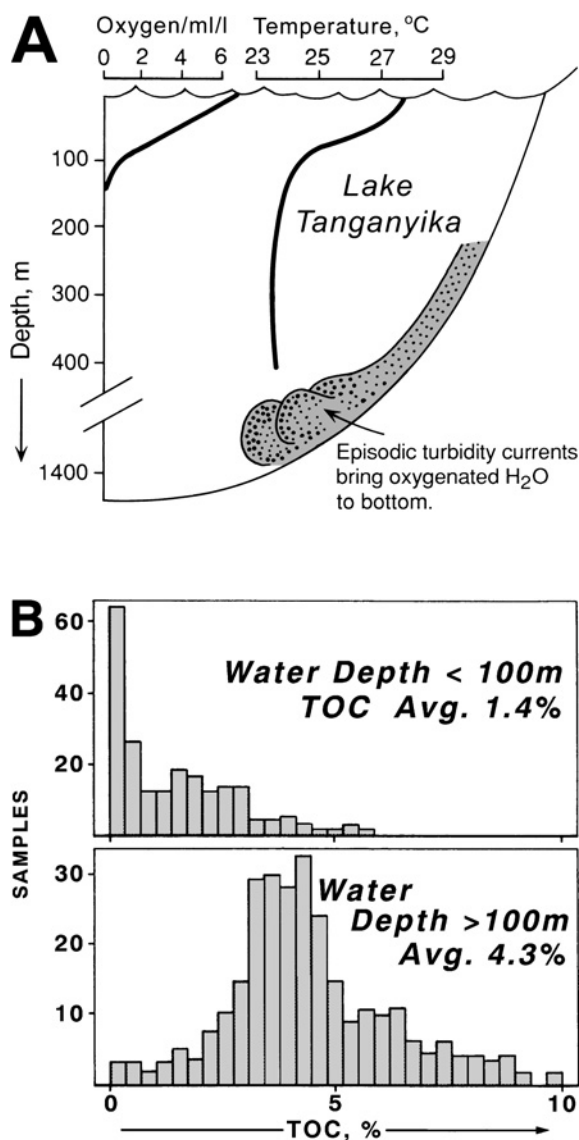 A
Oxygen/ml/l Temperature, °C
0 2 4 6 23 25 27 29
100
Lake
Tanganyika
200
300
400
Depth, m
Episodic turbidity currents
bring oxygenated H₂O
to bottom.
1400
B
60
Water Depth < 100m
TOC Avg. 1.4%
40
20
SAMPLES
30
Water
Depth >100m
Avg. 4.3%
20
10
0 5 10
TOC, %